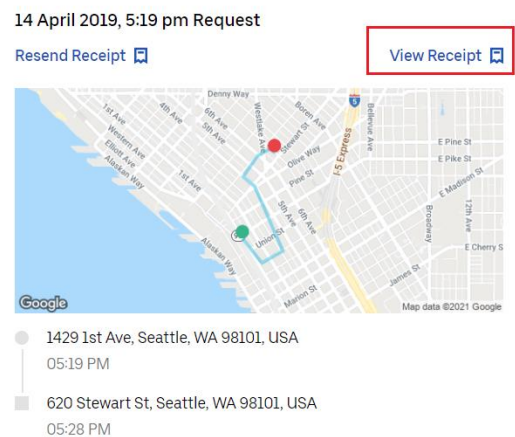 14 April 2019, 5:19 pm Request
Resend Receipt
View Receipt
Denny Way
1st Ave
4th Ave
6th Ave
5th Ave
Western Ave
Elliott Ave
Alaskan Way
Westlake Ave
Boren Ave
Stewart St
5
Bellevue Ave
Olive Way
I-5 Express
E Pine St
E Pike St
Pine St
1st Ave
E Madison St
5th Ave
6th Ave
Broadway
12th Ave
Union St
Alaskan Way
E Cherry S
James St
Marion St
Google
Map data ©2021 Google
1429 1st Ave, Seattle, WA 98101, USA
05:19 PM
620 Stewart St, Seattle, WA 98101, USA
05:28 PM